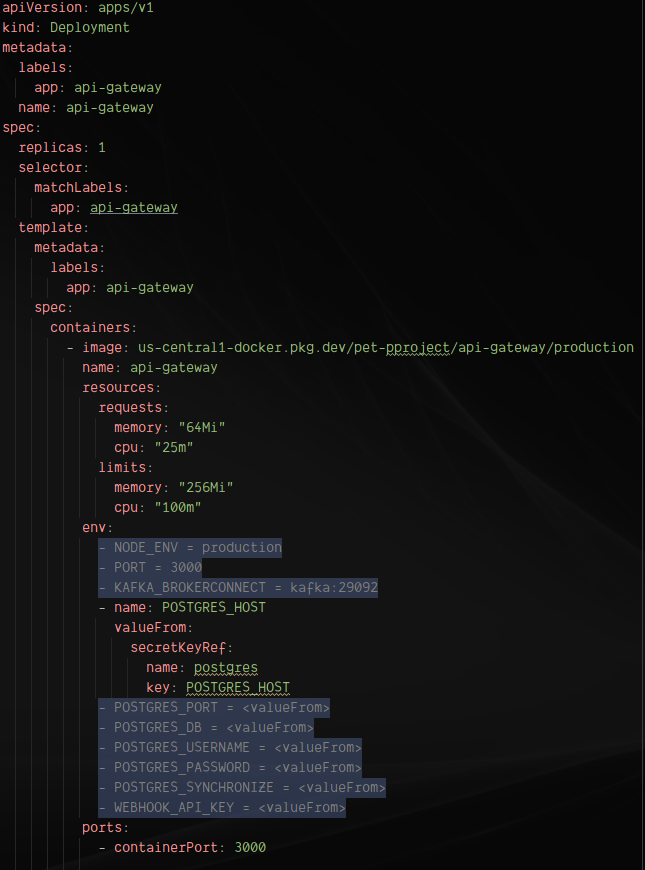 apiVersion: apps/v1
kind: Deployment
metadata:
  labels:
    app: api-gateway
  name: api-gateway
spec:
  replicas: 1
  selector:
    matchLabels:
      app: api-gateway
  template:
    metadata:
      labels:
        app: api-gateway
    spec:
      containers:
        - image: us-central1-docker.pkg.dev/pet-pproject/api-gateway/production
          name: api-gateway
          resources:
            requests:
              memory: "64Mi"
              cpu: "25m"
            limits:
              memory: "256Mi"
              cpu: "100m"
          env:
            - NODE_ENV = production
            - PORT = 3000
            - KAFKA_BROKERCONNECT = kafka:29092
            - name: POSTGRES_HOST
              valueFrom:
                secretKeyRef:
                  name: postgres
                  key: POSTGRES_HOST
            - POSTGRES_PORT = <valueFrom>
            - POSTGRES_DB = <valueFrom>
            - POSTGRES_USERNAME = <valueFrom>
            - POSTGRES_PASSWORD = <valueFrom>
            - POSTGRES_SYNCHRONIZE = <valueFrom>
            - WEBHOOK_API_KEY = <valueFrom>
          ports:
            - containerPort: 3000